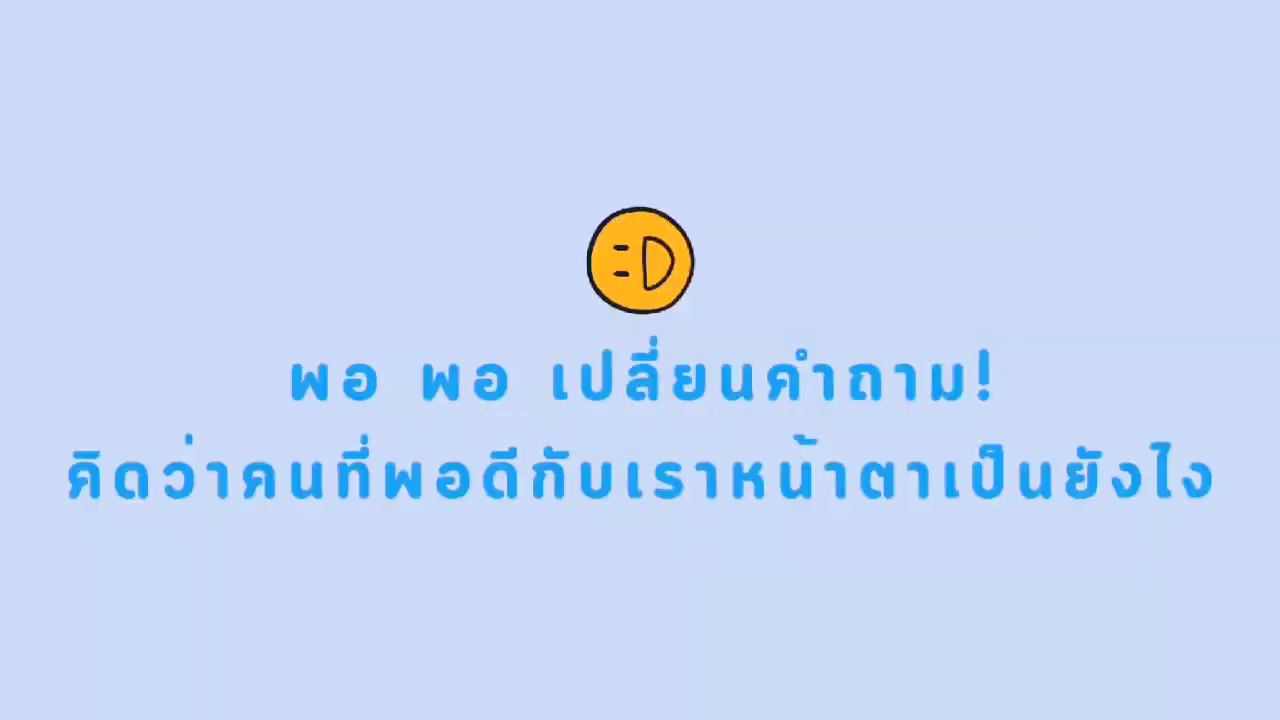 พอ พอ เปลี่ยนคำถาม!
คิดว่าคนที่พอดีกับเราหน้าตาเป็นยังไง